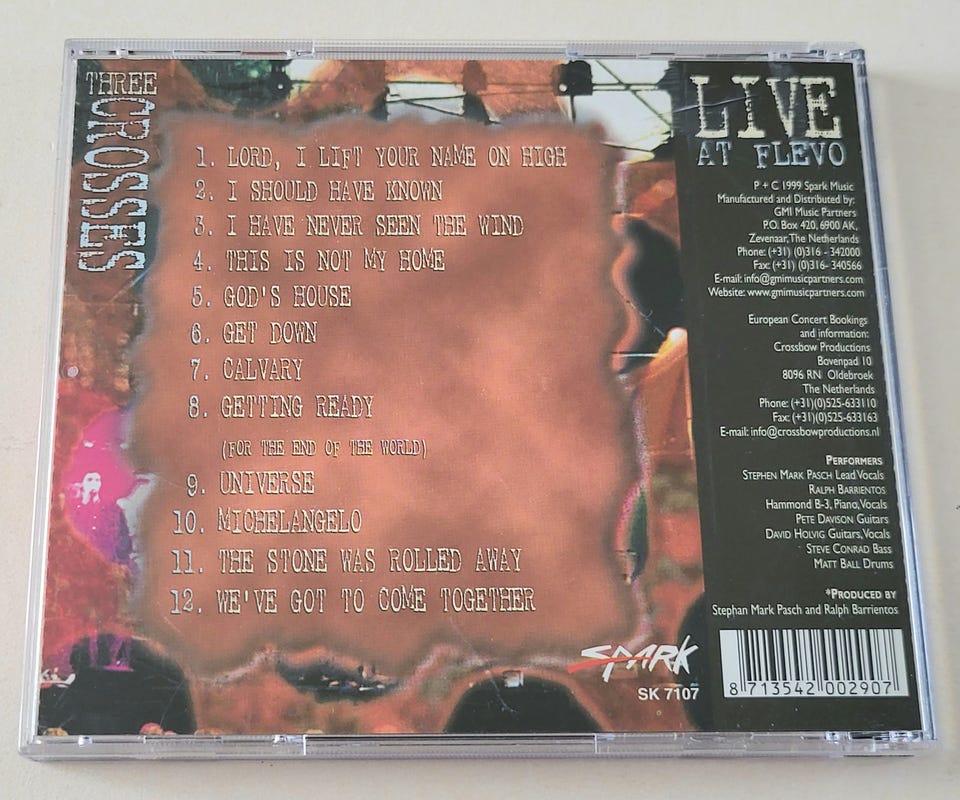 THREE
CROSSES
1. LORD, I LIFT YOUR NAME ON HIGH
2. I SHOULD HAVE KNOWN
3. I HAVE NEVER SEEN THE WIND
4. THIS IS NOT MY HOME
5. GOD'S HOUSE
6. GET DOWN
7. CALVARY
8. GETTING READY
(FOR THE END OF THE WORLD)
9. UNIVERSE
10. MICHELANGELO
11. THE STONE WAS ROLLED AWAY
12. WE'VE GOT TO COME TOGETHER
SPARK
SK 7107
LIVE
AT FLEVO
P + C 1999 Spark Music
Manufactured and Distributed by:
GMI Music Partners
P.O. Box 420, 6900 AK,
Zevenaar, The Netherlands
Phone: (+31) (0)316 - 342000
Fax: (+31) (0)316- 340566
E-mail: info@gmimusicpartners.com
Website: www.gmimusicpartners.com
European Concert Bookings
and information:
Crossbow Productions
Bovenpad 10
8096 RN Oldebroek
The Netherlands
Phone: (+31)(0)525-633110
Fax: (+31)(0)525-633163
E-mail: info@crossbowproductions.nl
PERFORMERS
STEPHEN MARK PASCH Lead Vocals
RALPH BARRIENTOS
Hammond B-3, Piano, Vocals
PETE DAVISON Guitars
DAVID HOLVIG Guitars, Vocals
STEVE CONRAD Bass
MATT BALL Drums
*PRODUCED BY
Stephan Mark Pasch and Ralph Barrientos
8 713542 002907